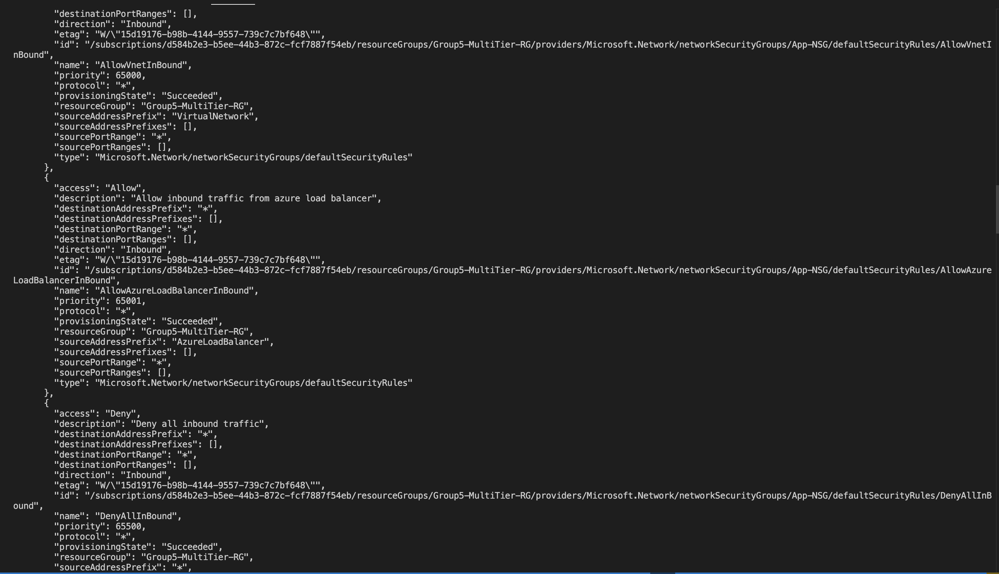 "destinationPortRanges": [],
"direction": "Inbound",
"etag": "W/\"15d19176-b98b-4144-9557-739c7c7bf648\"",
"id": "/subscriptions/d584b2e3-b5ee-44b3-872c-fcf7887f54eb/resourceGroups/Group5-MultiTier-RG/providers/Microsoft.Network/networkSecurityGroups/App-NSG/defaultSecurityRules/AllowVnetI
nBound",
"name": "AllowVnetInBound",
"priority": 65000,
"protocol": "*",
"provisioningState": "Succeeded",
"resourceGroup": "Group5-MultiTier-RG",
"sourceAddressPrefix": "VirtualNetwork",
"sourceAddressPrefixes": [],
"sourcePortRange": "*",
"sourcePortRanges": [],
"type": "Microsoft.Network/networkSecurityGroups/defaultSecurityRules"
},
{
"access": "Allow",
"description": "Allow inbound traffic from azure load balancer",
"destinationAddressPrefix": "*",
"destinationAddressPrefixes": [],
"destinationPortRange": "*",
"destinationPortRanges": [],
"direction": "Inbound",
"etag": "W/\"15d19176-b98b-4144-9557-739c7c7bf648\"",
"id": "/subscriptions/d584b2e3-b5ee-44b3-872c-fcf7887f54eb/resourceGroups/Group5-MultiTier-RG/providers/Microsoft.Network/networkSecurityGroups/App-NSG/defaultSecurityRules/AllowAzure
LoadBalancerInBound",
"name": "AllowAzureLoadBalancerInBound",
"priority": 65001,
"protocol": "*",
"provisioningState": "Succeeded",
"resourceGroup": "Group5-MultiTier-RG",
"sourceAddressPrefix": "AzureLoadBalancer",
"sourceAddressPrefixes": [],
"sourcePortRange": "*",
"sourcePortRanges": [],
"type": "Microsoft.Network/networkSecurityGroups/defaultSecurityRules"
},
{
"access": "Deny",
"description": "Deny all inbound traffic",
"destinationAddressPrefix": "*",
"destinationAddressPrefixes": [],
"destinationPortRange": "*",
"destinationPortRanges": [],
"direction": "Inbound",
"etag": "W/\"15d19176-b98b-4144-9557-739c7c7bf648\"",
"id": "/subscriptions/d584b2e3-b5ee-44b3-872c-fcf7887f54eb/resourceGroups/Group5-MultiTier-RG/providers/Microsoft.Network/networkSecurityGroups/App-NSG/defaultSecurityRules/DenyAllInB
ound",
"name": "DenyAllInBound",
"priority": 65500,
"protocol": "*",
"provisioningState": "Succeeded",
"resourceGroup": "Group5-MultiTier-RG",
"sourceAddressPrefix": "*",